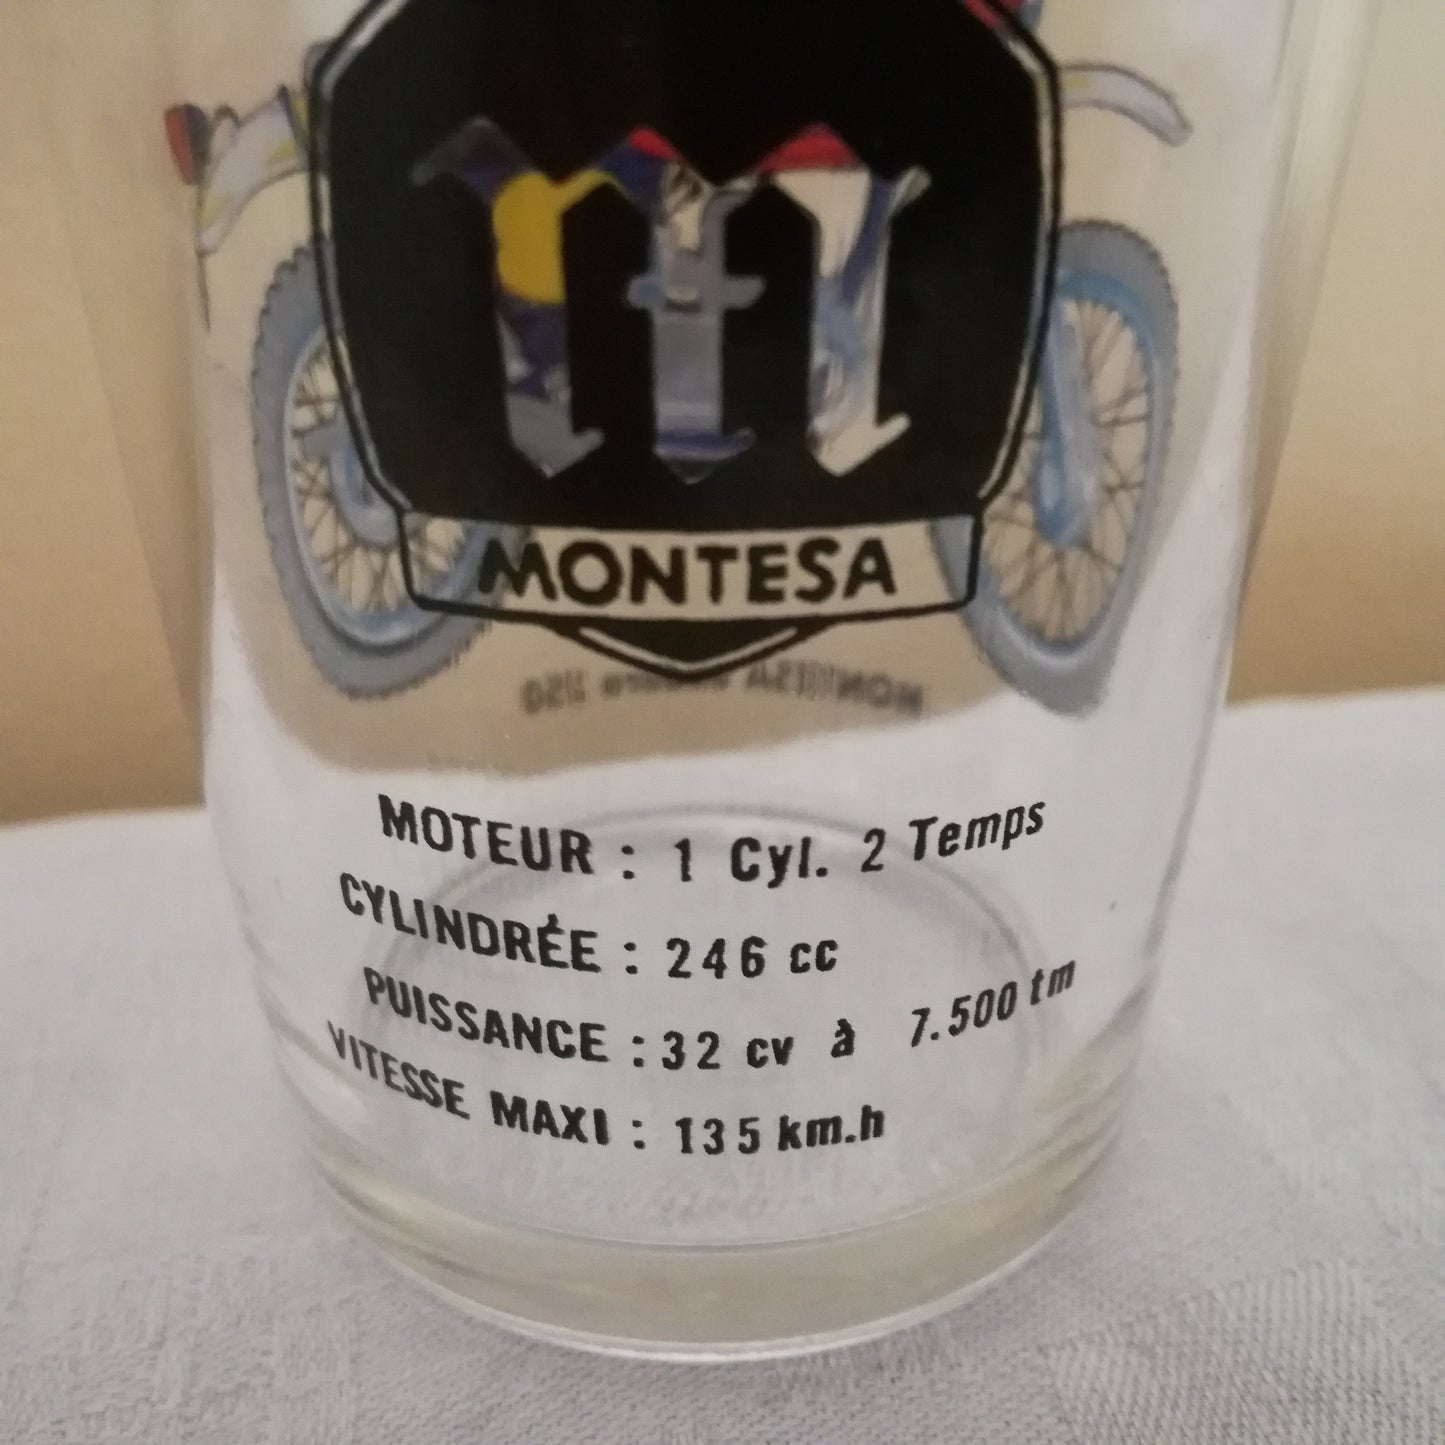 MONTESA
MOTEUR : 1 Cyl. 2 Temps
CYLINDRÉE : 246 cc
PUISSANCE : 32 cv à 7.500 tm
VITESSE MAXI : 135 km.h